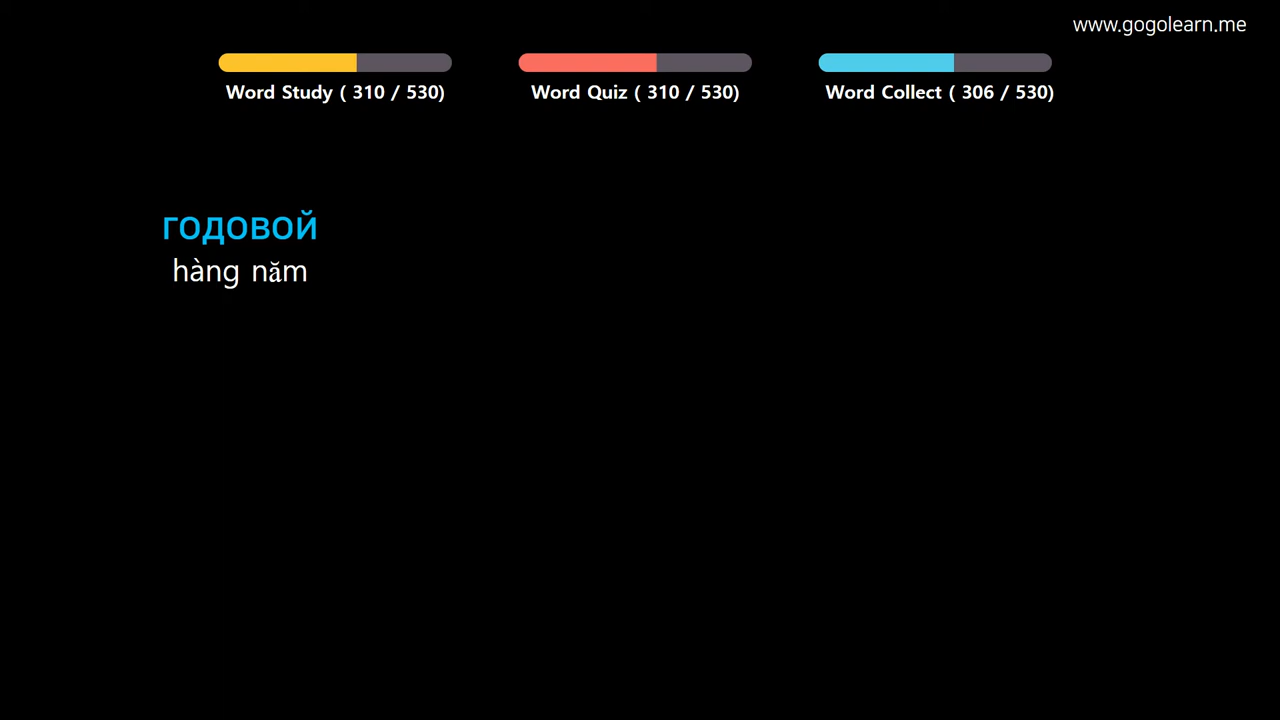 www.gogolearn.me
Word Study ( 310 / 530)
Word Quiz ( 310 / 530)
Word Collect ( 306 / 530)
годовой
hàng năm